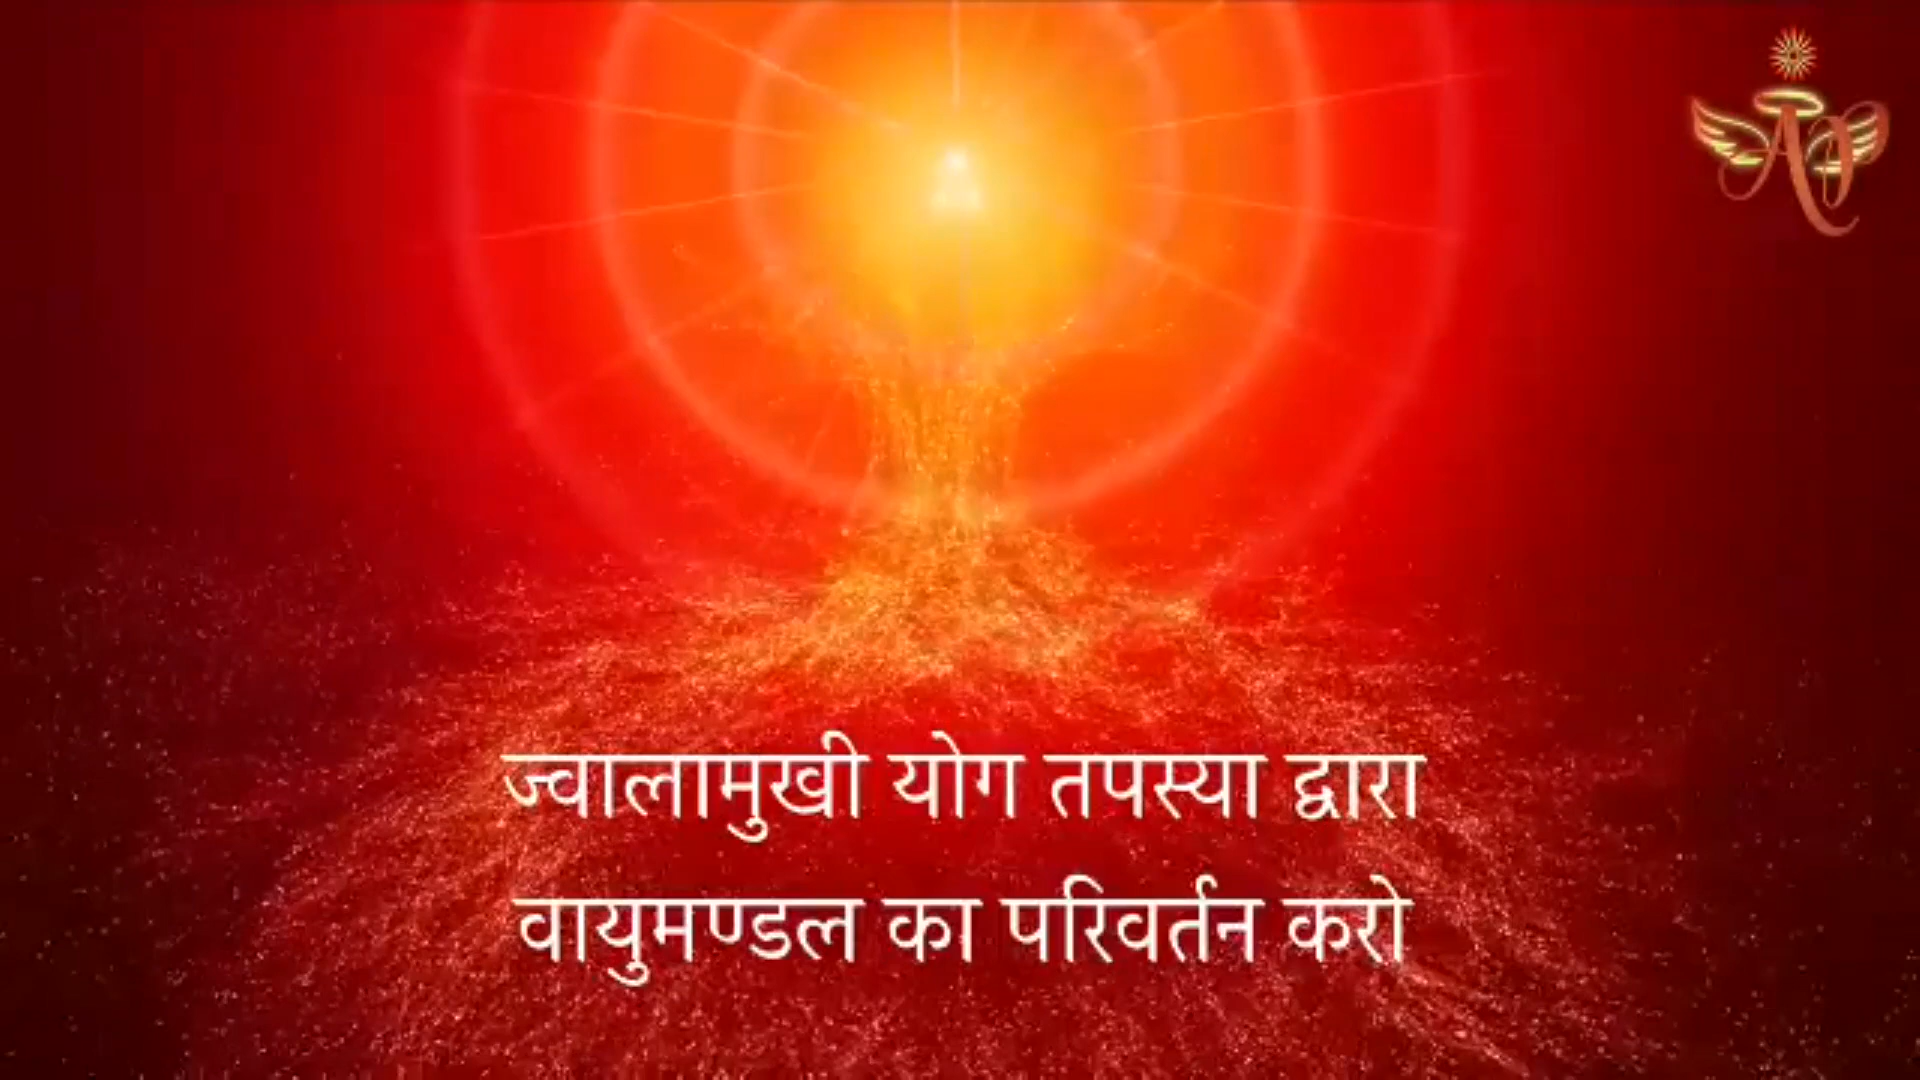 ज्वालामुखी योग तपस्या द्वारा
वायुमण्डल का परिवर्तन करो